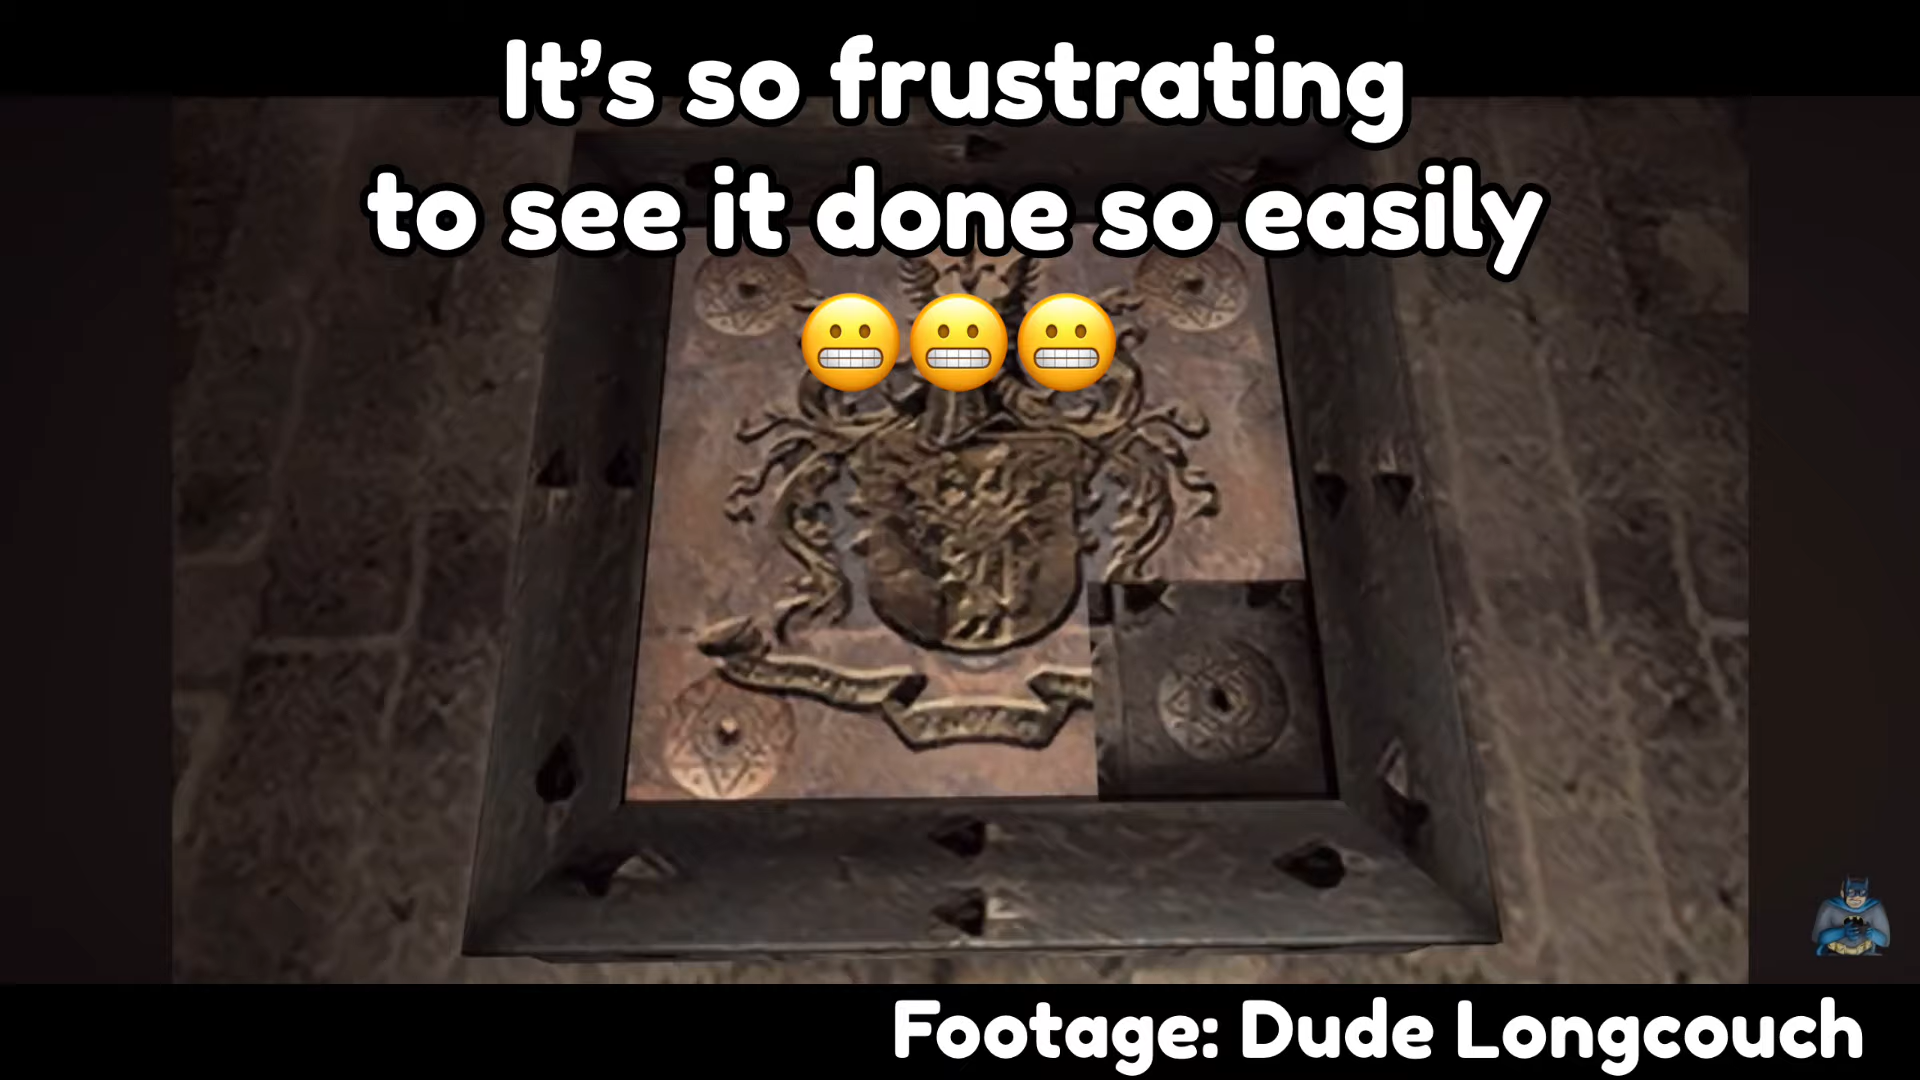 It's so frustrating
to see it done so easily
😬😬😬
Footage: Dude Longcouch